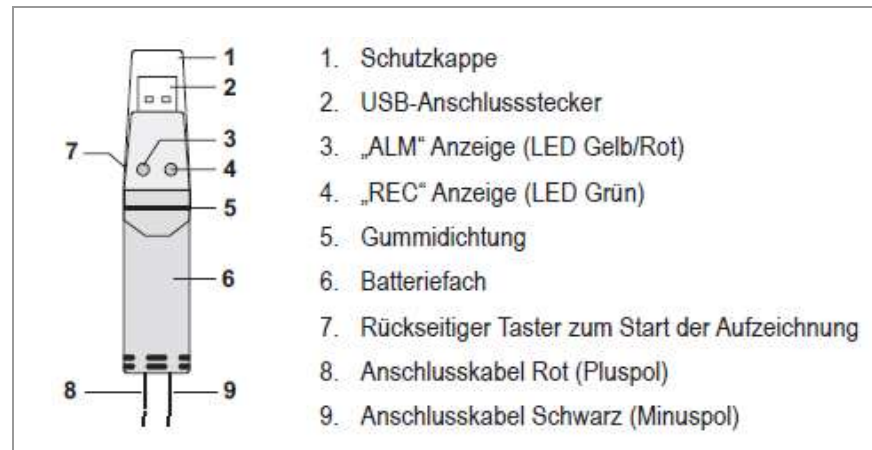 1
2
3
4
5
6
7
8
9
1. Schutzkappe
2. USB-Anschlussstecker
3. „ALM“ Anzeige (LED Gelb/Rot)
4. „REC“ Anzeige (LED Grün)
5. Gummidichtung
6. Batteriefach
7. Rückseitiger Taster zum Start der Aufzeichnung
8. Anschlusskabel Rot (Pluspol)
9. Anschlusskabel Schwarz (Minuspol)